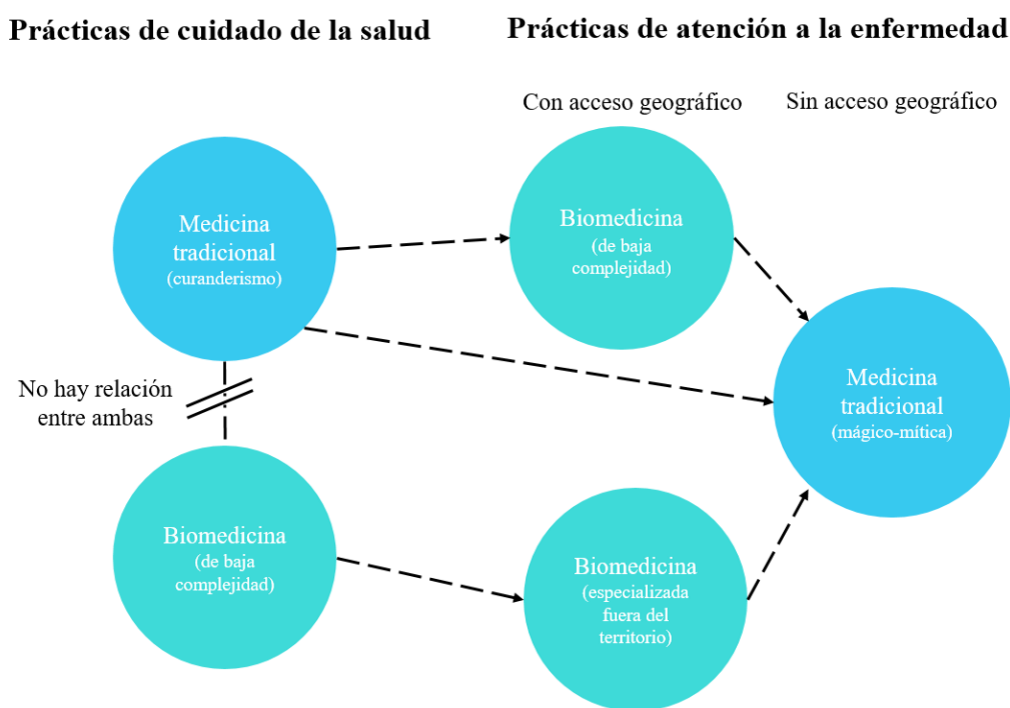 Prácticas de cuidado de la salud
Prácticas de atención a la enfermedad
Con acceso geográfico
Sin acceso geográfico
Medicina
tradicional
(curanderismo)
Biomedicina
(de baja
complejidad)
Medicina
tradicional
(mágico-mítica)
No hay relación
entre ambas
Biomedicina
(de baja
complejidad)
Biomedicina
(especializada
fuera del
territorio)